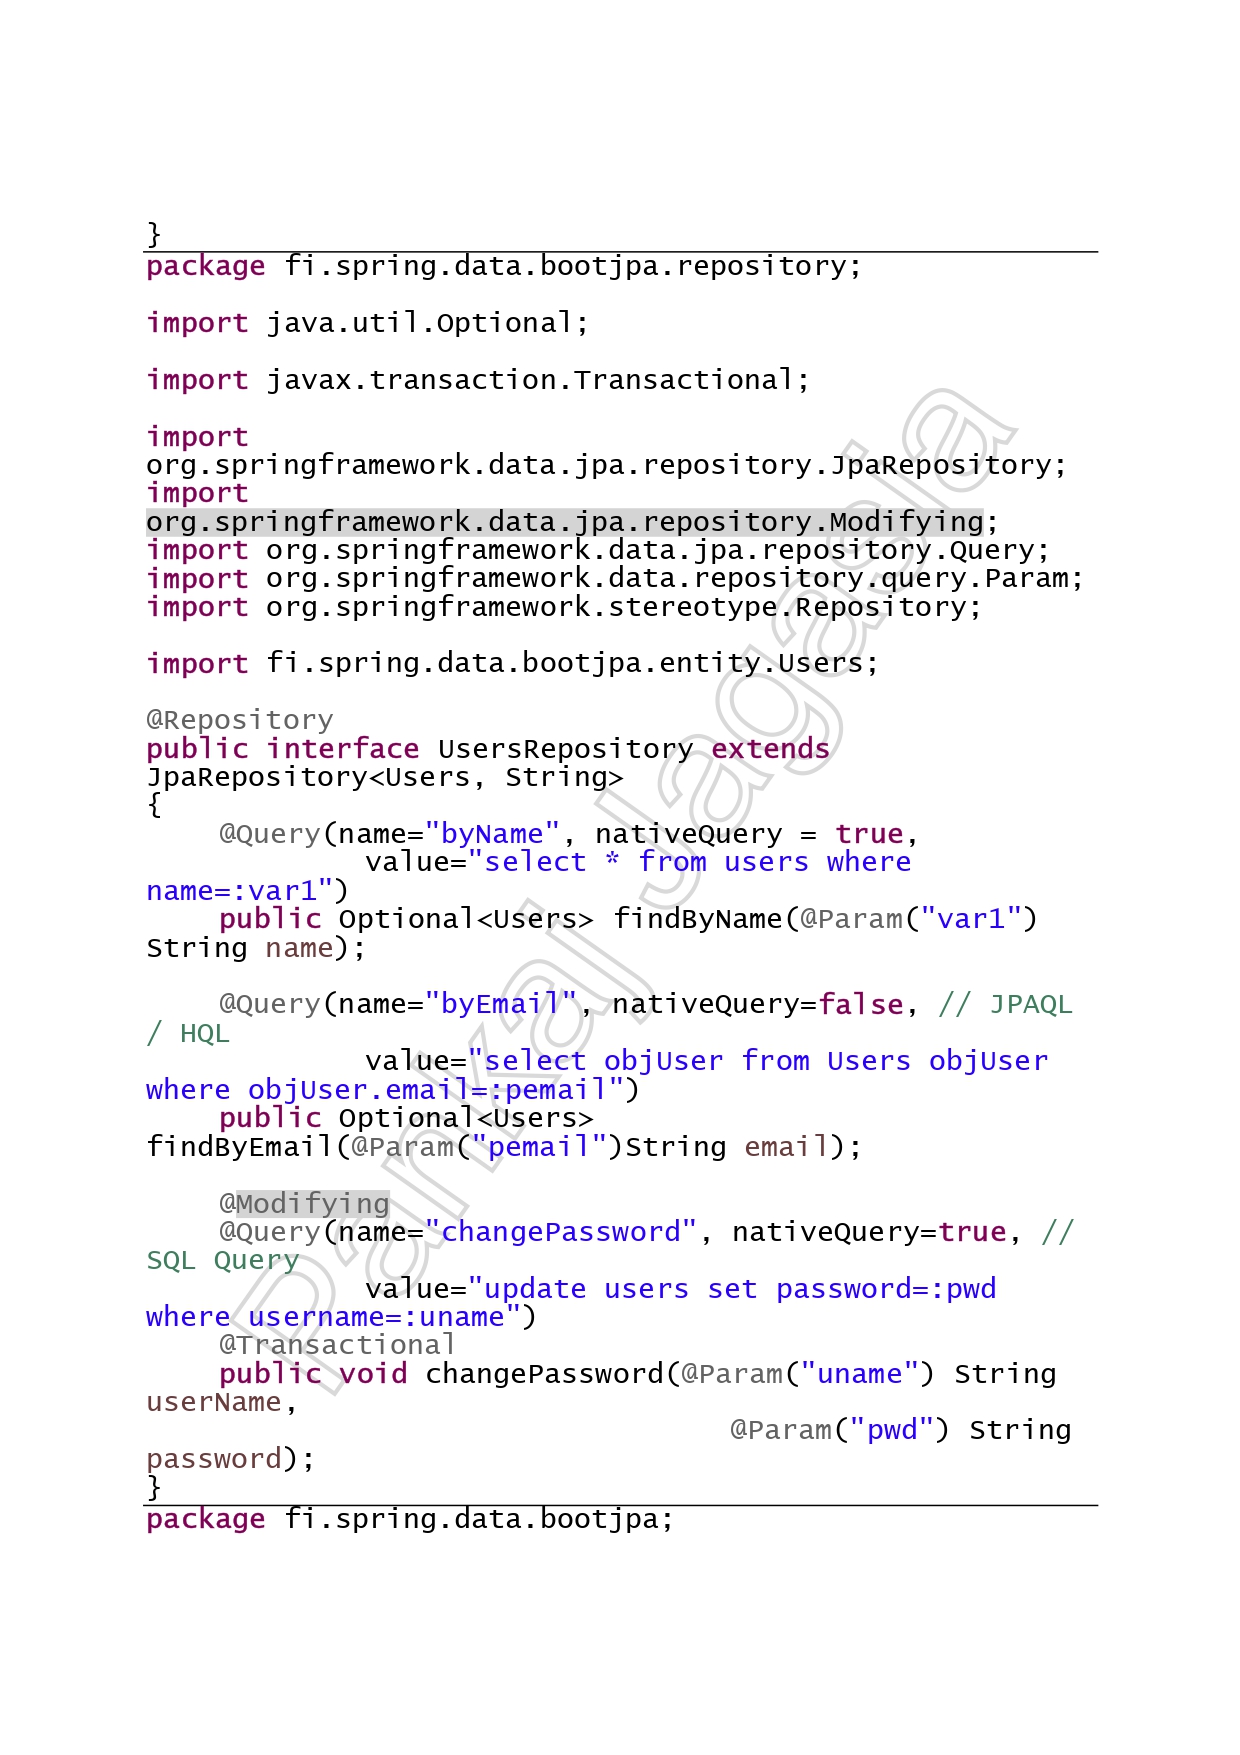 }
package fi.spring.data.bootjpa.repository;
import java.util.Optional;
import javax.transaction.Transactional;
import
org.springframework.data.jpa.repository.JpaRepository;
import
org.springframework.data.jpa.repository.Modifying;
import org.springframework.data.jpa.repository.Query;
import org.springframework.data.repository.query.Param;
import org.springframework.stereotype.Repository;
import fi.spring.data.bootjpa.entity.Users;
@Repository
public interface UsersRepository extends
JpaRepository<Users, String>
{
@Query(name="byName", nativeQuery = true,
value="select * from users where
name=:var1")
public Optional<Users> findByName(@Param("var1")
String name);
@Query(name="byEmail", nativeQuery=false, // JPAQL
/ HQL
value="select objUser from Users objUser
where objUser.email=:pemail")
public Optional<Users>
findByEmail(@Param("pemail")String email);
@Modifying
@Query(name="changePassword", nativeQuery=true, //
SQL Query
value="update users set password=:pwd
where username=:uname")
@Transactional
public void changePassword(@Param("uname") String
userName,
@Param("pwd") String
password);
}
package fi.spring.data.bootjpa;
Pankaj Jagasia